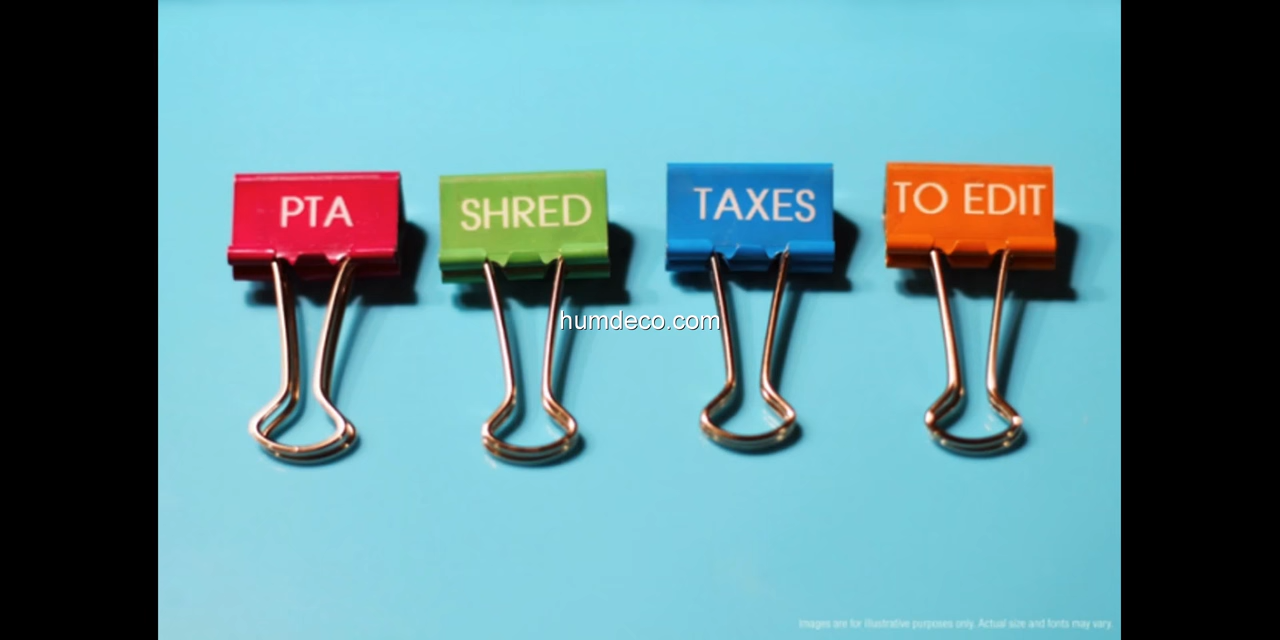 PTA
SHRED
TAXES
TO EDIT
humdeco.com
Images are for illustrative purposes only. Actual size and fonts may vary.